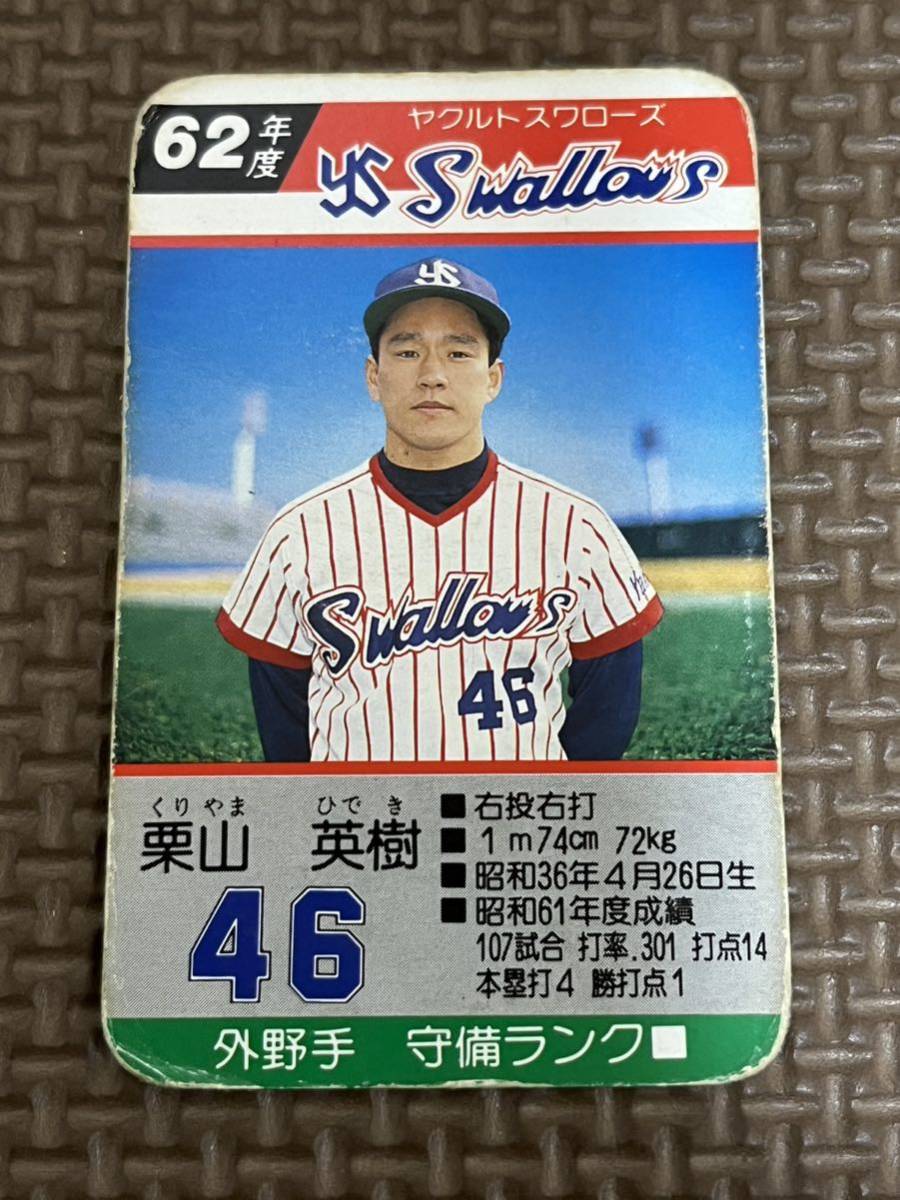 62年度
ヤクルトスワローズ
YS Swallows
YS
Swallows
46
くりやま ひでき
栗山 英樹
46
■右投右打
■1m74cm 72kg
■昭和36年4月26日生
■昭和61年度成績
107試合 打率.301 打点14
本塁打4 勝打点1
外野手 守備ランク□